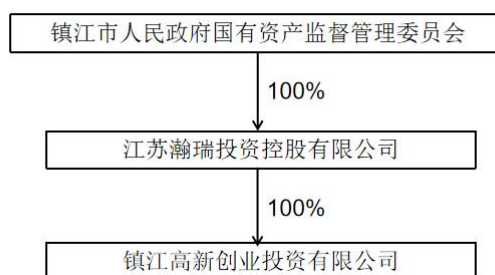 镇江市人民政府国有资产监督管理委员会
100%
江苏瀚瑞投资控股有限公司
100%
镇江高新创业投资有限公司